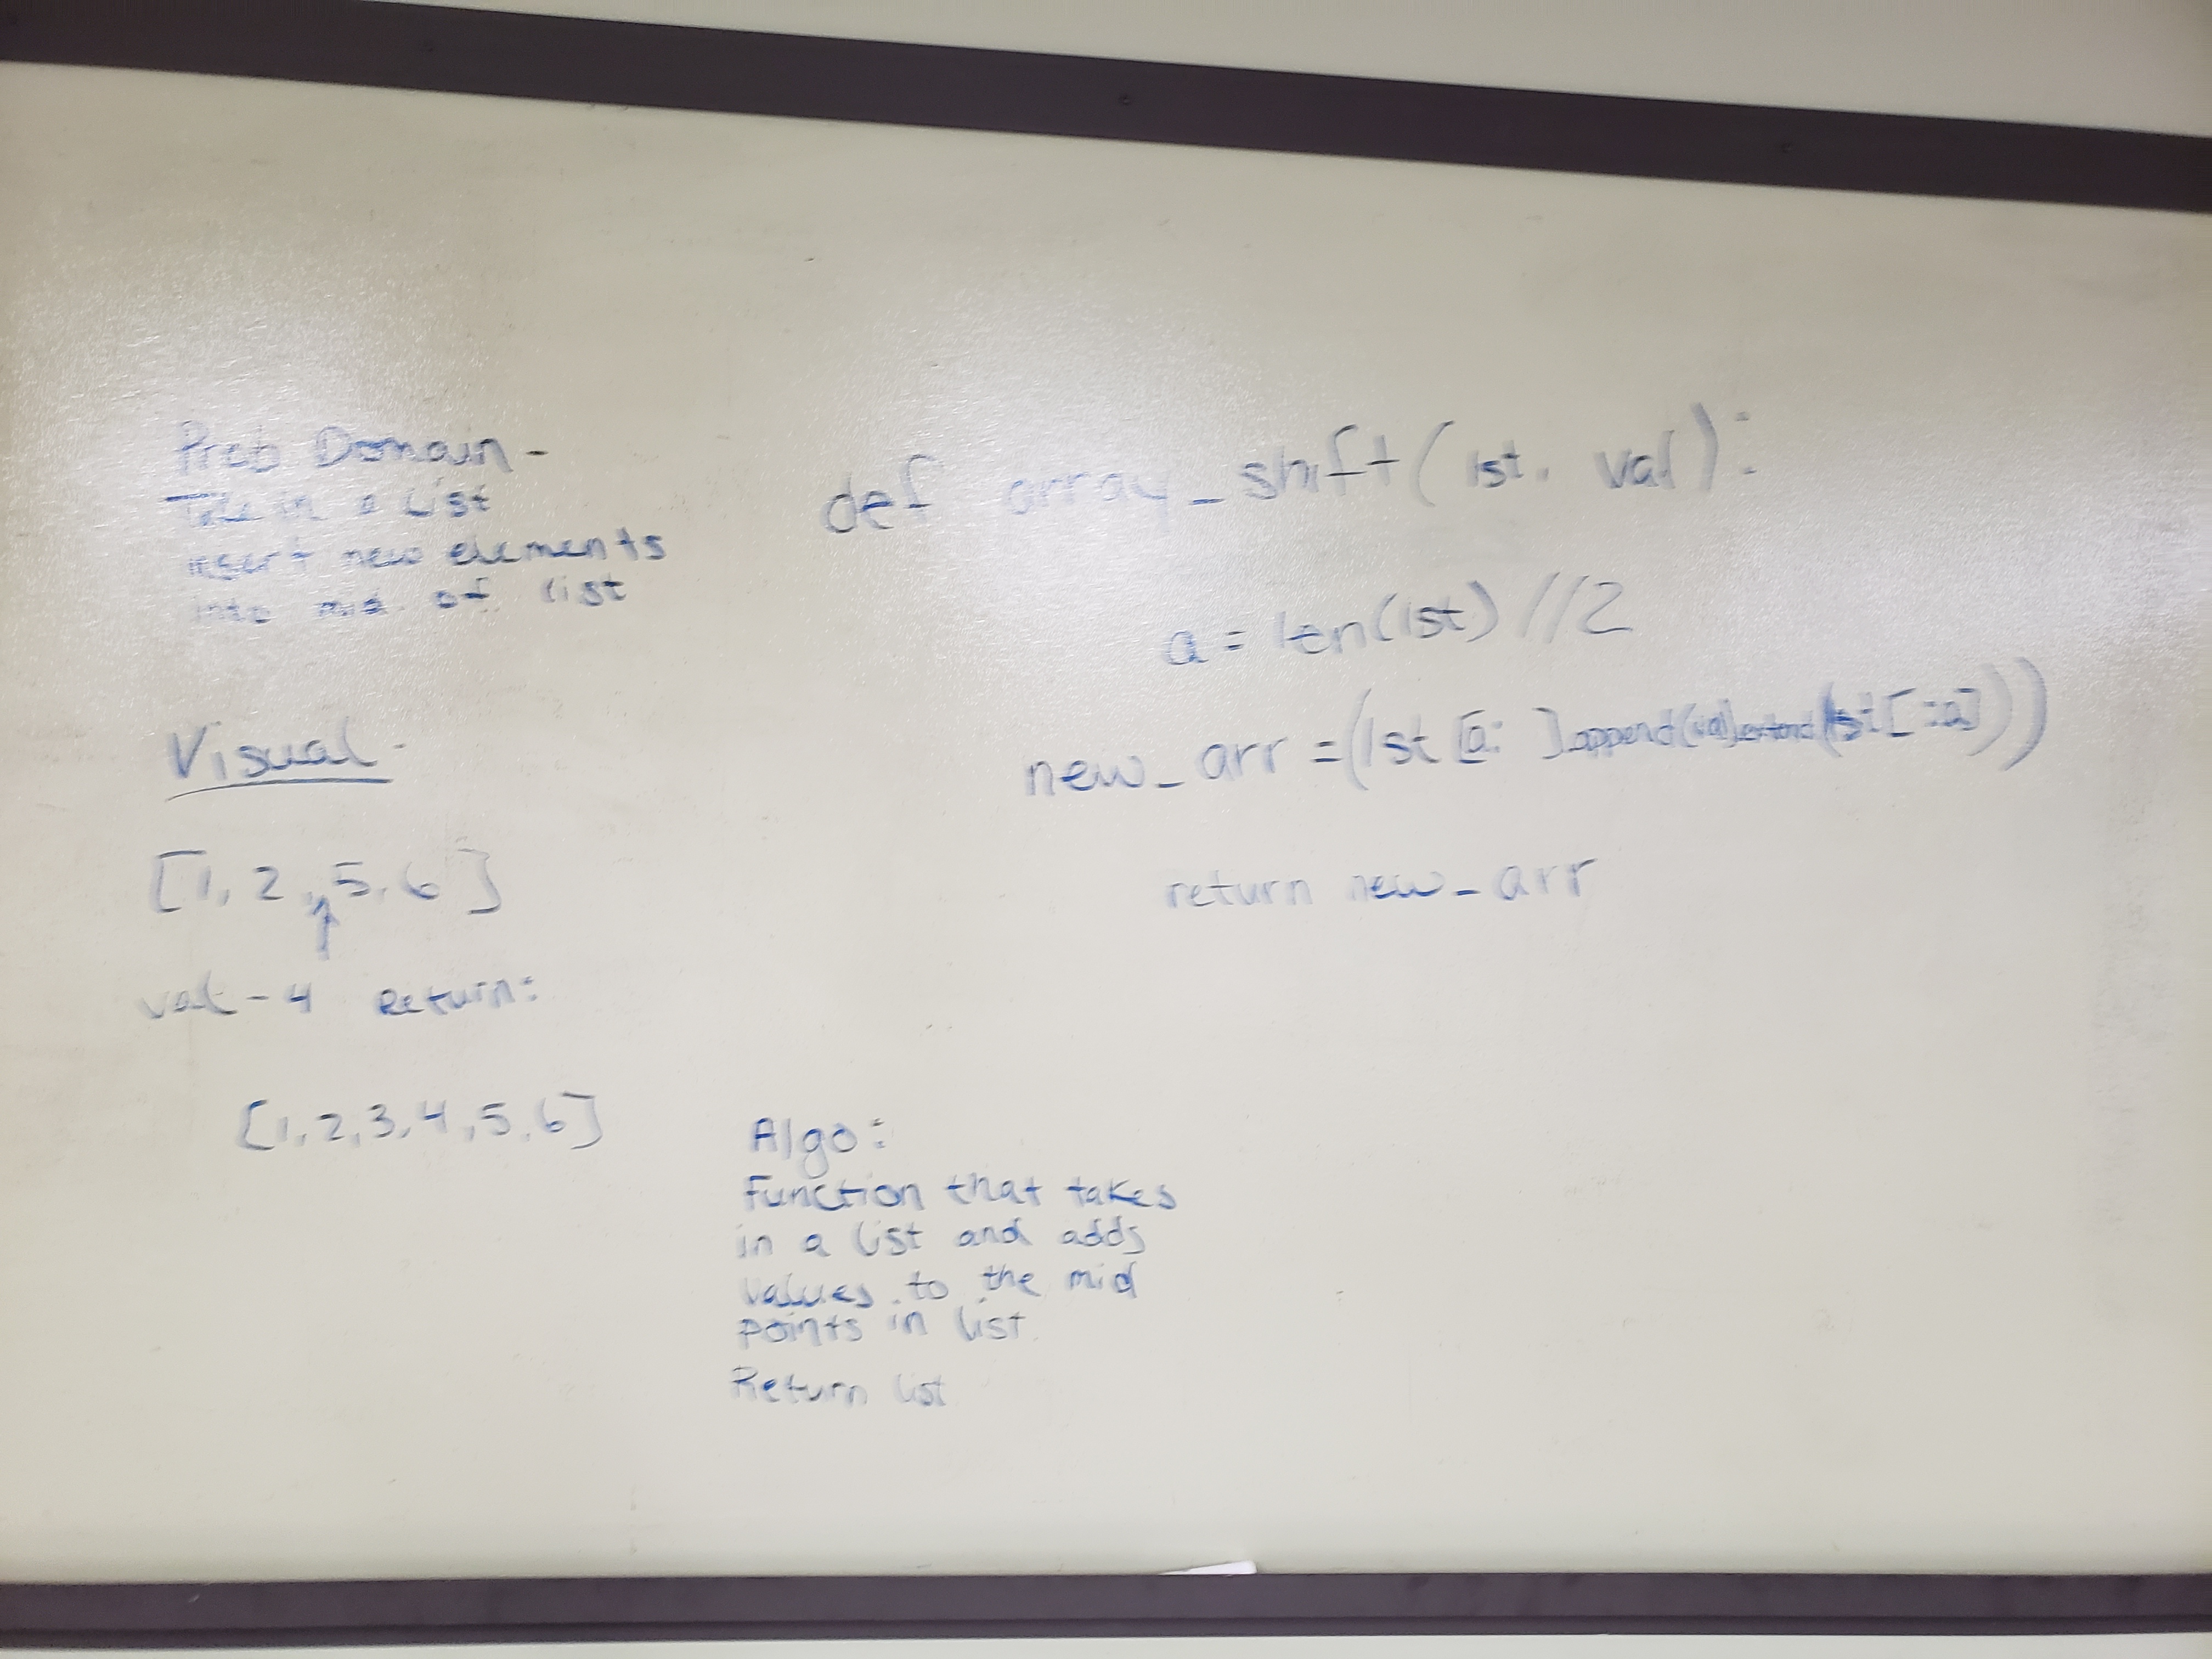 Prob Domain -
Take in a list
insert new elements
into mid. of list
Visual -
[1, 2, 5, 6]
val - 4 Return:
[1, 2, 3, 4, 5, 6]
def array_shift(lst, val):
a = len(lst) //2
new_arr = (lst [a: ].append(val).extend(lst[:a]))
return new_arr
Algo:
Function that takes
in a list and adds
values to the mid
points in list
Return list